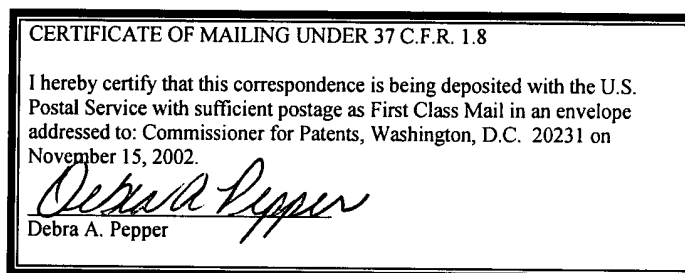 CERTIFICATE OF MAILING UNDER 37 C.F.R. 1.8
I hereby certify that this correspondence is being deposited with the U.S.
Postal Service with sufficient postage as First Class Mail in an envelope
addressed to: Commissioner for Patents, Washington, D.C. 20231 on
November 15, 2002.
Debra A Pepper
Debra A. Pepper